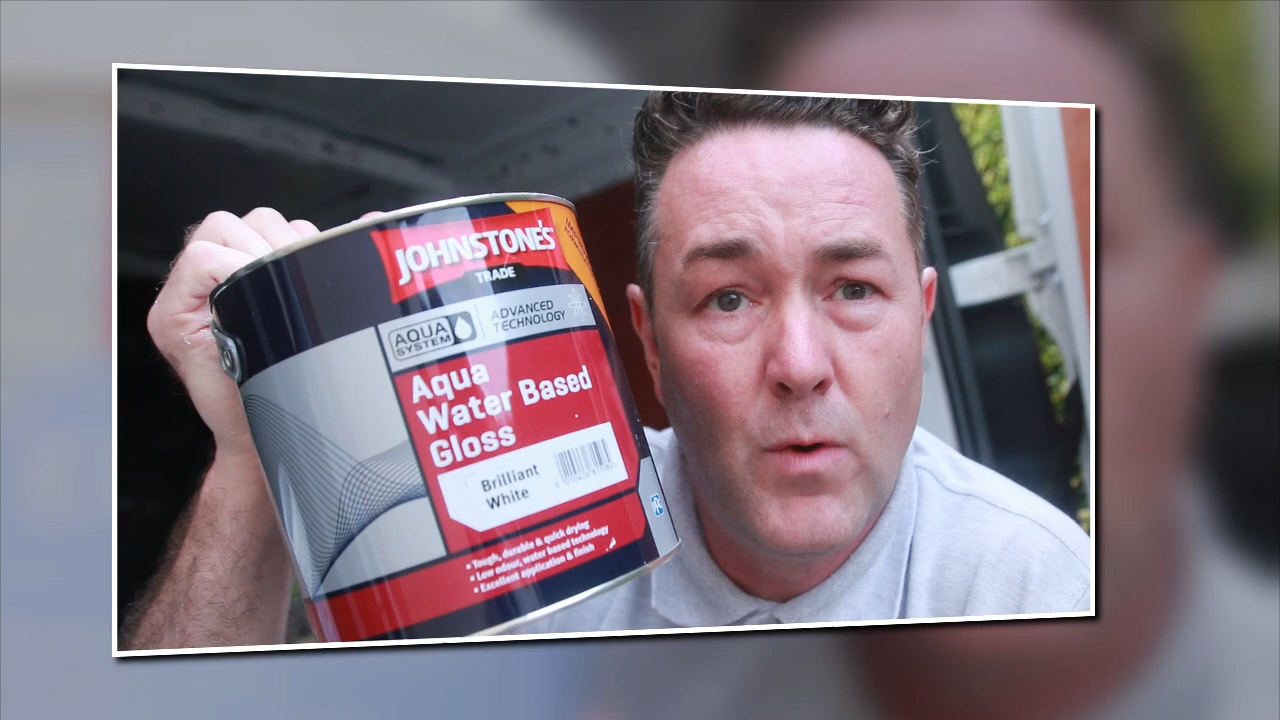 JOHNSTONE'S
TRADE
AQUA
SYSTEM
ADVANCED
TECHNOLOGY
Aqua
Water Based
Gloss
Brilliant
White
• Tough, durable & quick drying
• Low odour, water based technology
• Excellent application & finish